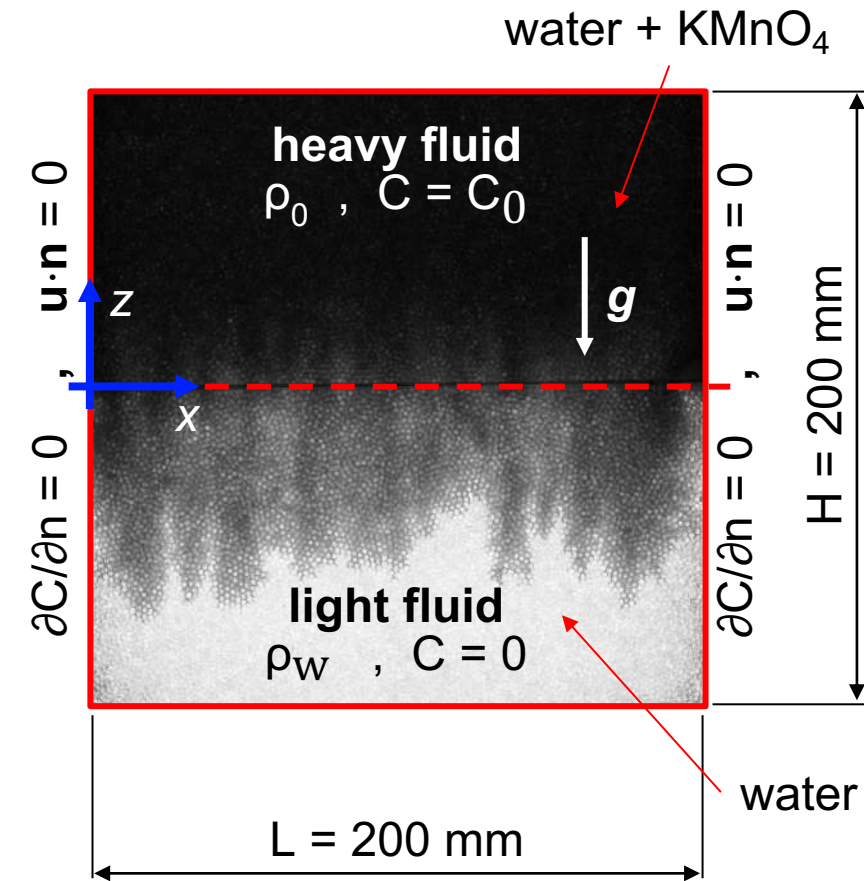 water + KMnO₄
heavy fluid
ρ₀ , C = C₀
g
z
x
∂C/∂n = 0 , u·n = 0
∂C/∂n = 0 , u·n = 0
H = 200 mm
light fluid
ρw , C = 0
water
L = 200 mm